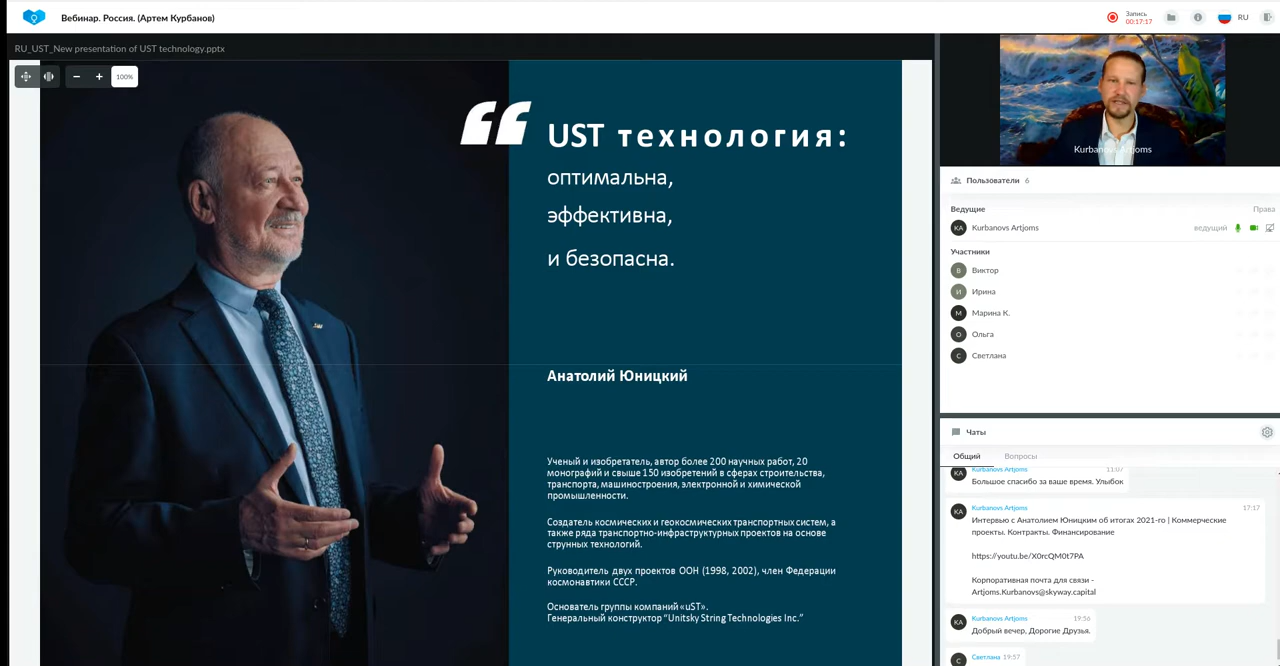 Вебинар. Россия. (Артем Курбанов)
Запись
00:17:17
RU
RU_UST_New presentation of UST technology.pptx
100%
“
UST технология:
оптимальна,
эффективна,
и безопасна.
Анатолий Юницкий
Ученый и изобретатель, автор более 200 научных работ, 20
монографий и свыше 150 изобретений в сферах строительства,
транспорта, машиностроения, электронной и химической
промышленности.
Создатель космических и геокосмических транспортных систем, а
также ряда транспортно-инфраструктурных проектов на основе
струнных технологий.
Руководитель двух проектов ООН (1998, 2002), член Федерации
космонавтики СССР.
Основатель группы компаний «uST».
Генеральный конструктор “Unitsky String Technologies Inc.”
Kurbanovs Artjoms
Пользователи 6
Ведущие Права
KA Kurbanovs Artjoms ведущий
Участники
В Виктор
И Ирина
М Марина К.
О Ольга
С Светлана
Чаты
Общий Вопросы
KA Kurbanovs Artjoms 11:07
Большое спасибо за ваше время. Улыбок
KA Kurbanovs Artjoms 17:17
Интервью с Анатолием Юницким об итогах 2021-го | Коммерческие
проекты. Контракты. Финансирование
https://youtu.be/X0rcQM0t7PA
Корпоративная почта для связи -
Artjoms.Kurbanovs@skyway.capital
KA Kurbanovs Artjoms 19:56
Добрый вечер, Дорогие Друзья.
С Светлана 19:57